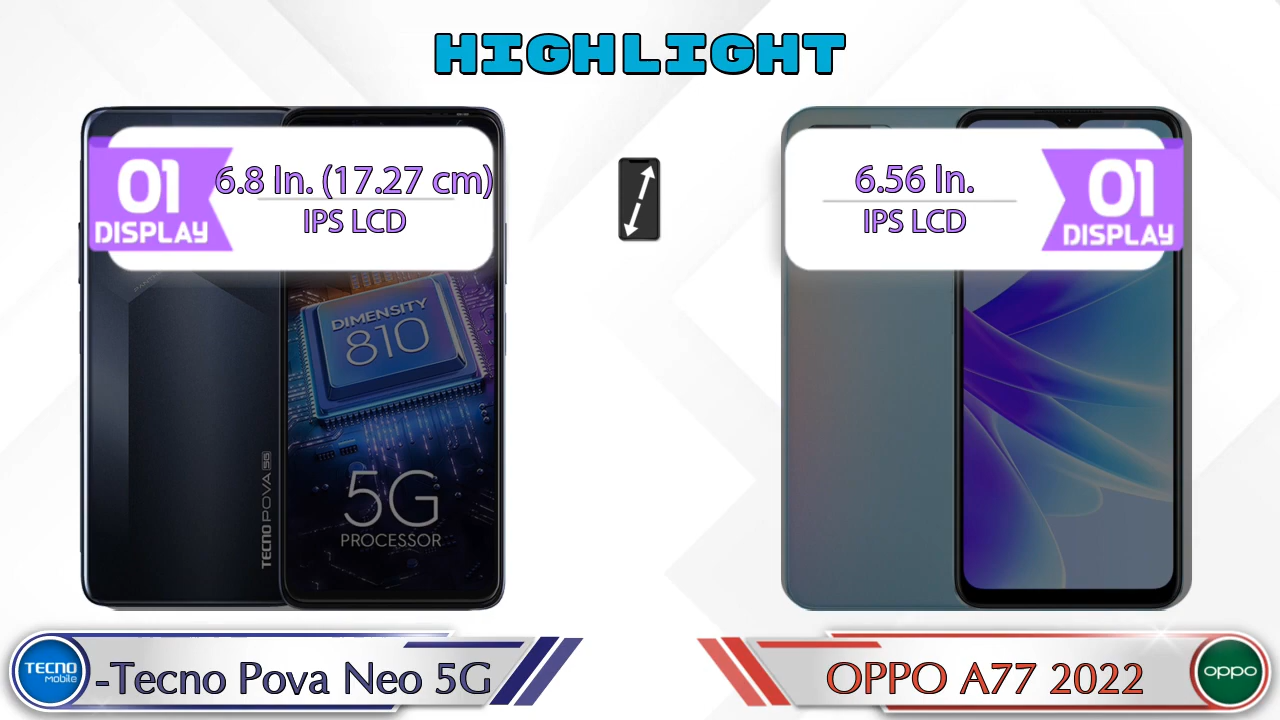 HIGHLIGHT
01
DISPLAY
6.8 In. (17.27 cm)
IPS LCD
6.56 In.
IPS LCD
01
DISPLAY
DIMENSITY
810
5G
PROCESSOR
TECNO POVA 5G
TECNO
mobile
-Tecno Pova Neo 5G
OPPO A77 2022
oppo